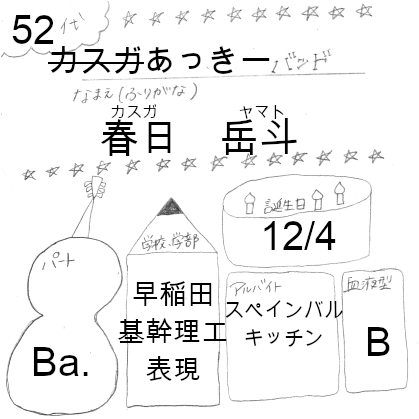 52代
カスガあっきーバンド
なまえ(ふりがな)
カスガ ヤマト
春日 岳斗
パート
Ba.
学校、学部
早稲田
基幹理工
表現
誕生日
12/4
アルバイト
スペインバル
キッチン
血液型
B